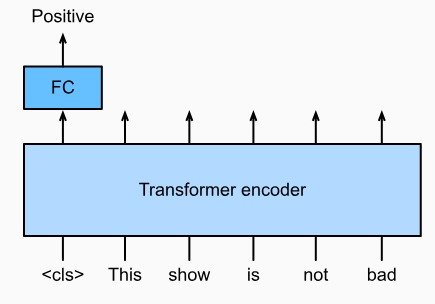 Positive
FC
Transformer encoder
<cls> This show is not bad